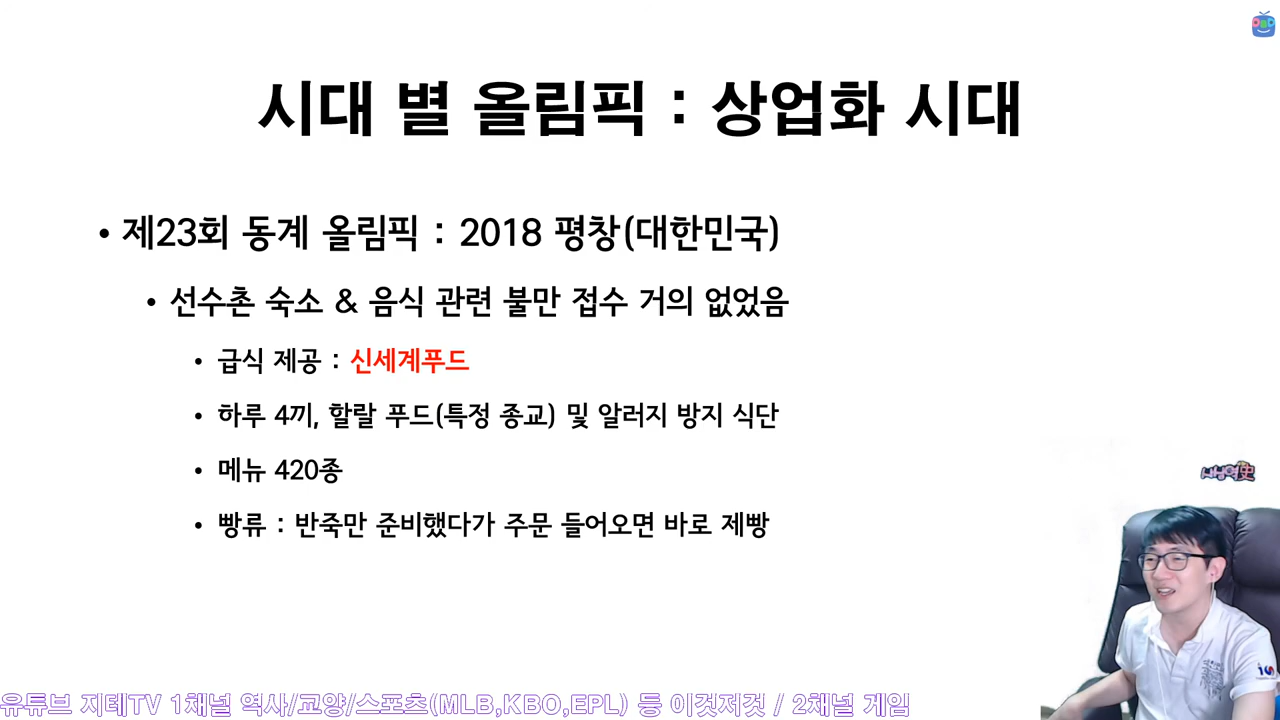 시대 별 올림픽 : 상업화 시대
• 제23회 동계 올림픽 : 2018 평창(대한민국)
• 선수촌 숙소 & 음식 관련 불만 접수 거의 없었음
• 급식 제공 : 신세계푸드
• 하루 4끼, 할랄 푸드(특정 종교) 및 알러지 방지 식단
• 메뉴 420종
• 빵류 : 반죽만 준비했다가 주문 들어오면 바로 제빵
유튜브 지테TV 1채널 역사/교양/스포츠(MLB,KBO,EPL) 등 이것저것 / 2채널 게임